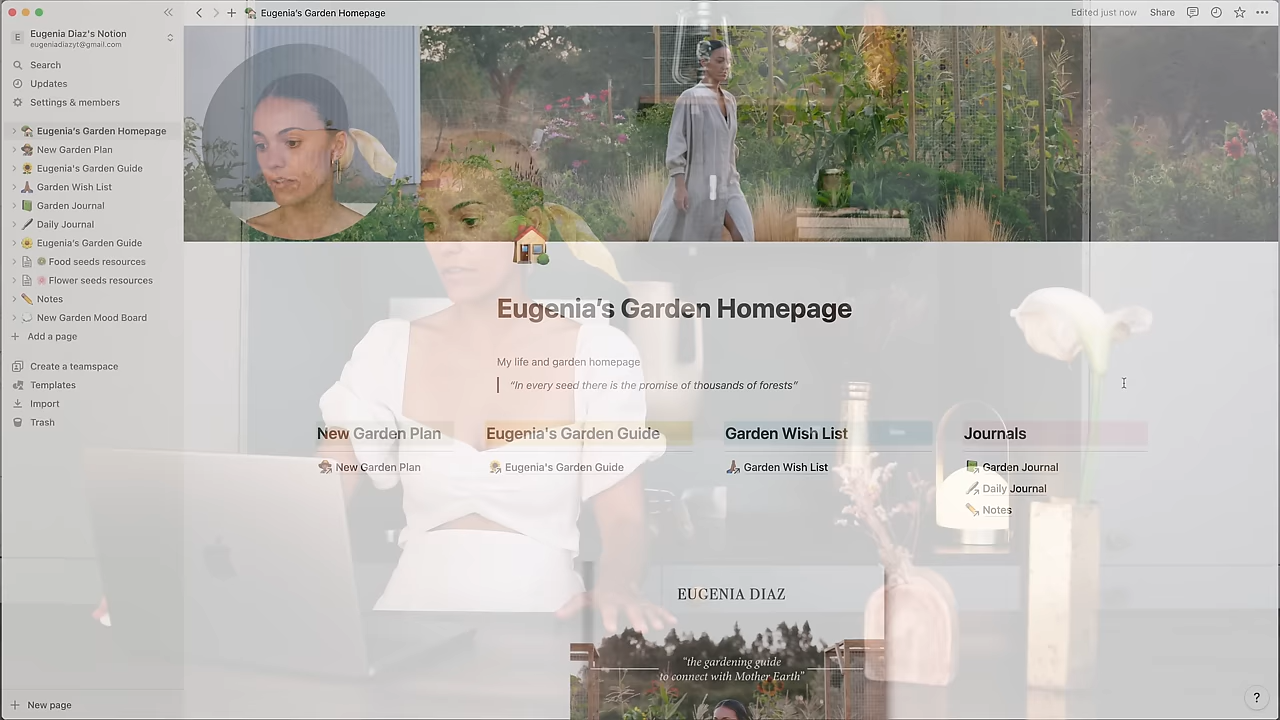 Eugenia's Garden Homepage
Edited just now
Share
E
Eugenia Diaz's Notion
eugeniadiazyt@gmail.com
Search
Updates
Settings & members
Eugenia's Garden Homepage
New Garden Plan
Eugenia's Garden Guide
Garden Wish List
Garden Journal
Daily Journal
Eugenia's Garden Guide
Food seeds resources
Flower seeds resources
Notes
New Garden Mood Board
Add a page
Create a teamspace
Templates
Import
Trash
New page
Eugenia's Garden Homepage
My life and garden homepage
"In every seed there is the promise of thousands of forests"
New Garden Plan
New Garden Plan
Eugenia's Garden Guide
Eugenia's Garden Guide
Garden Wish List
Garden Wish List
Journals
Garden Journal
Daily Journal
Notes
EUGENIA DIAZ
"the gardening guide
to connect with Mother Earth"
?